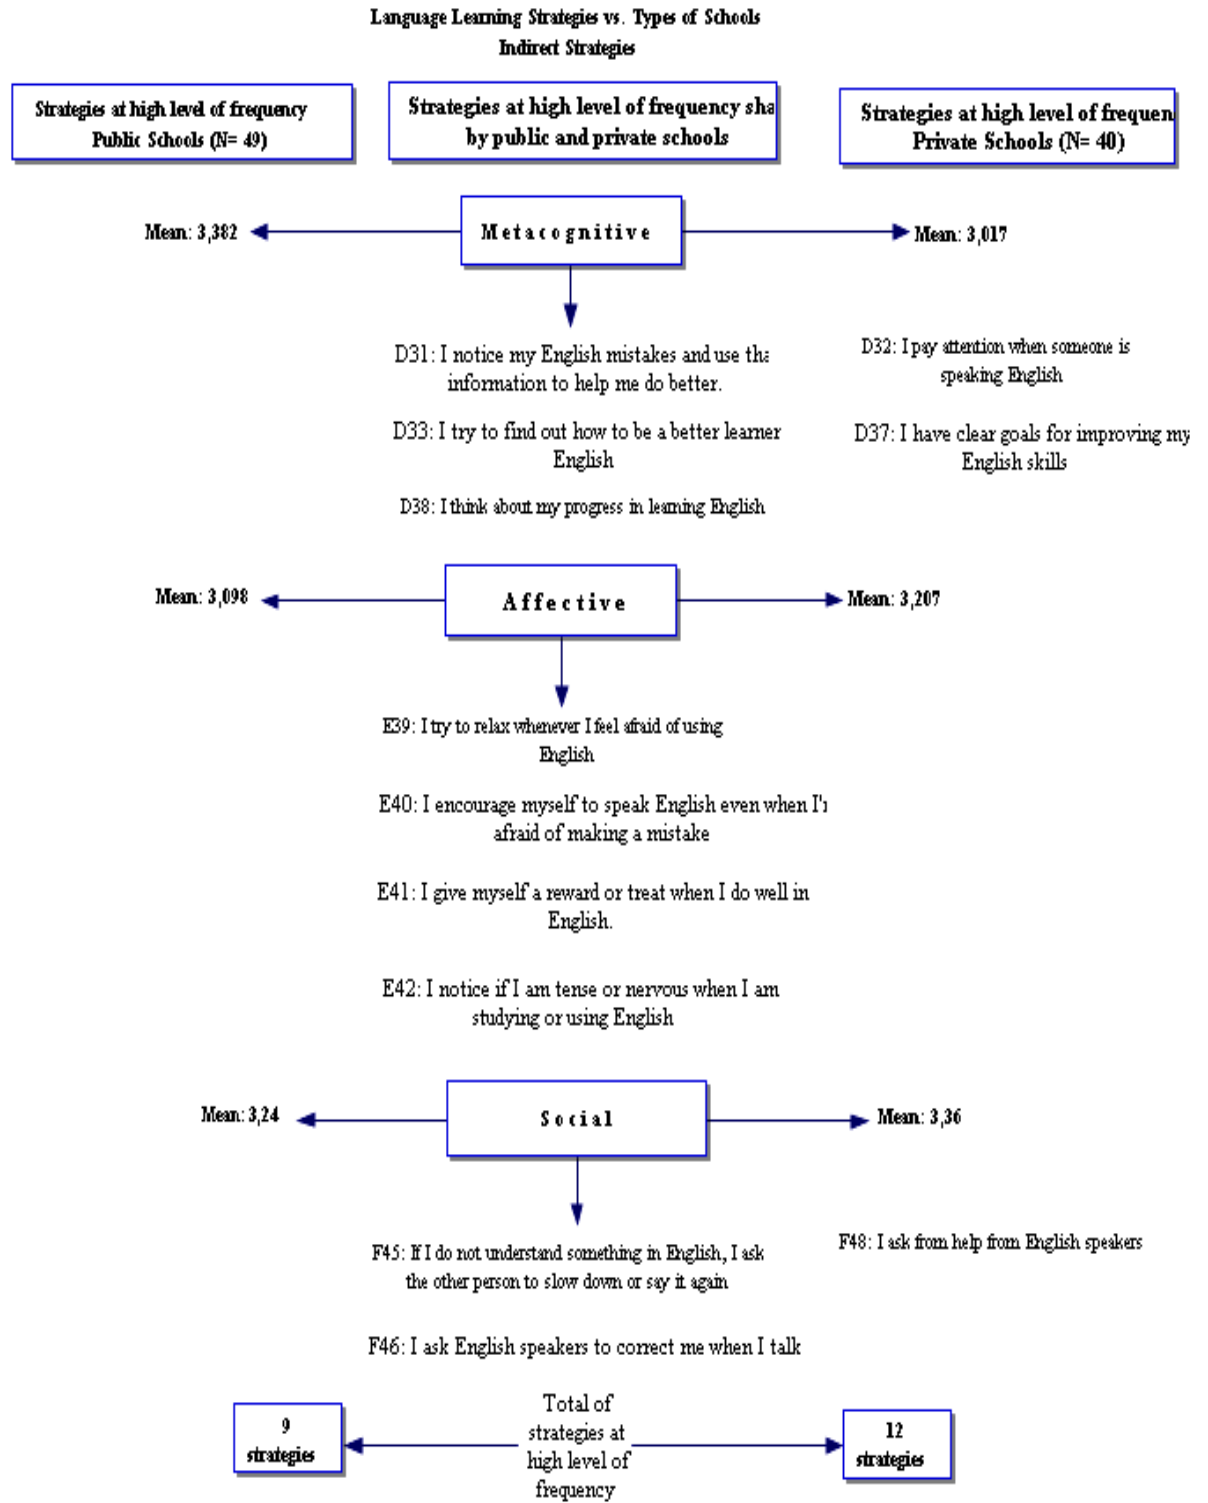 Language Learning Strategies vs. Types of Schools
Indirect Strategies
Strategies at high level of frequency
Public Schools (N= 49)
Strategies at high level of frequency sha
by public and private schools
Strategies at high level of frequen
Private Schools (N= 40)
Mean: 3,382
Metacognitive
Mean: 3,017
D31: I notice my English mistakes and use tha
information to help me do better.
D32: I pay attention when someone is
speaking English
D33: I try to find out how to be a better learner
English
D37: I have clear goals for improving my
English skills
D38: I think about my progress in learning English
Mean: 3,098
Affective
Mean: 3,207
E39: I try to relax whenever I feel afraid of using
English
E40: I encourage myself to speak English even when I'
afraid of making a mistake
E41: I give myself a reward or treat when I do well in
English.
E42: I notice if I am tense or nervous when I am
studying or using English
Mean: 3,24
Social
Mean: 3,36
F45: If I do not understand something in English, I ask
the other person to slow down or say it again
F48: I ask from help from English speakers
F46: I ask English speakers to correct me when I talk
9
strategies
Total of
strategies at
high level of
frequency
12
strategies